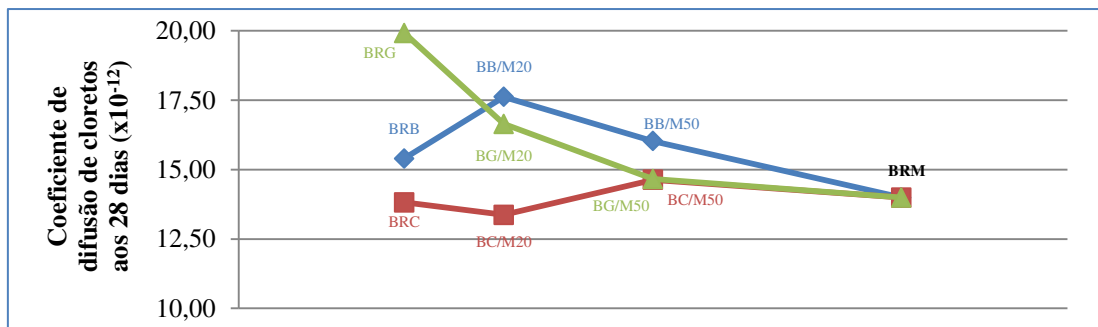 Coeficiente de
difusão de cloretos
aos 28 dias (x10⁻¹²)
20,00
17,50
15,00
12,50
10,00
BRG
BB/M20
BRB
BB/M50
BG/M20
BRM
BRC
BG/M50
BC/M50
BC/M20